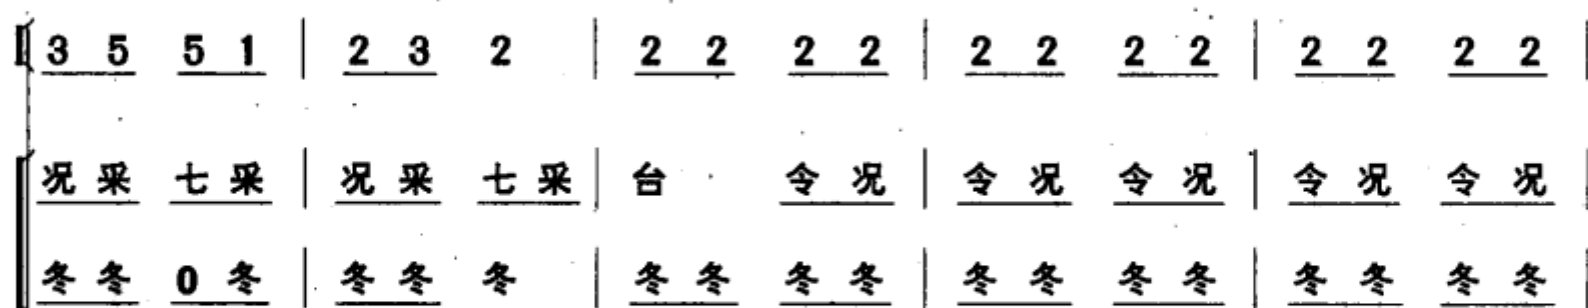 3 5 5 1 | 2 3 2 | 2 2 2 2 | 2 2 2 2 | 2 2 2 2 |
况 采 七 采 | 况 采 七 采 | 台 令 况 | 令 况 令 况 | 令 况 令 况 |
冬 冬 0 冬 | 冬 冬 冬 | 冬 冬 冬 冬 | 冬 冬 冬 冬 | 冬 冬 冬 冬 |